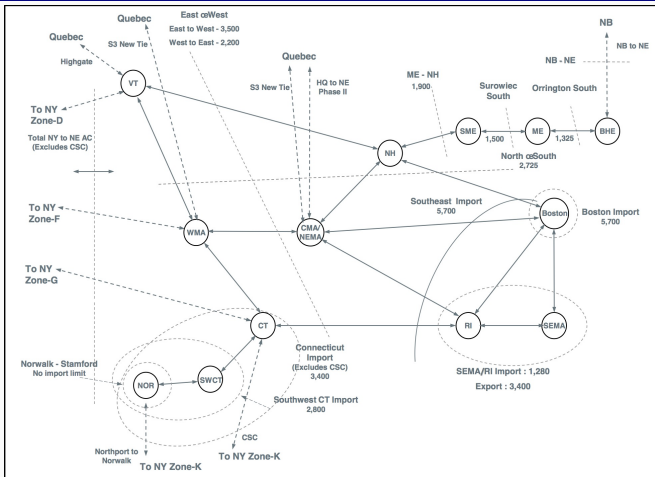 Quebec
East œWest
East to West - 3,500
West to East - 2,200
NB
Quebec
S3 New Tie
Highgate
Quebec
NB to NE
NB - NE
VT
S3 New Tie
HQ to NE
Phase II
ME - NH
1,900
Surowiec
South
Orrington South
To NY
Zone-D
Total NY to NE AC
(Excludes CSC)
SME
1,500
ME
1,325
BHE
NH
North œSouth
2,725
Southeast Import
5,700
To NY
Zone-F
WMA
CMA/
NEMA
Boston
Boston Import
5,700
To NY
Zone-G
CT
RI
SEMA
Connecticut
Import
(Excludes CSC)
3,400
Norwalk - Stamford
No import limit
NOR
SWCT
SEMA/RI Import : 1,280
Export : 3,400
Southwest CT Import
2,800
CSC
Northport to
Norwalk
To NY Zone-K
To NY Zone-K